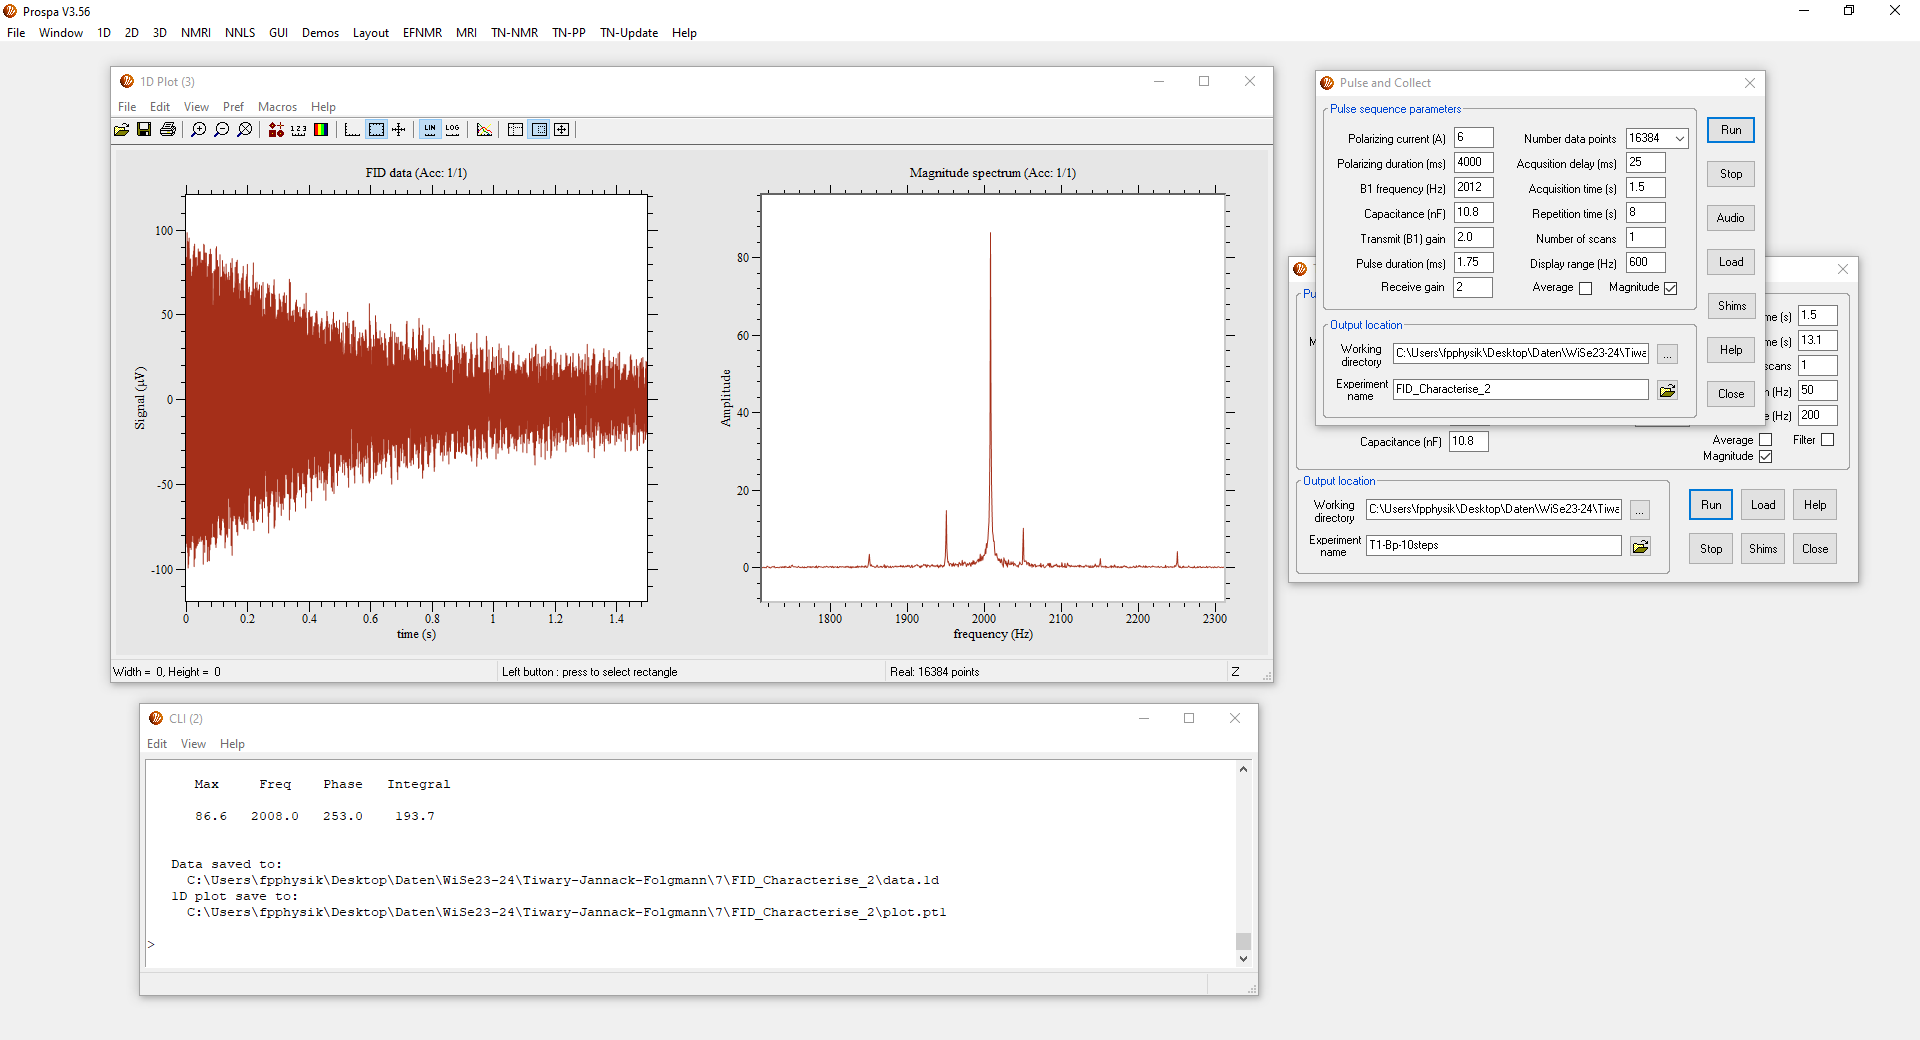 Prospa V3.56
File Window 1D 2D 3D NMRI NNLS GUI Demos Layout EFNMR MRI TN-NMR TN-PP TN-Update Help
1D Plot (3)
File Edit View Pref Macros Help
1 2 3 LIN LOG
FID data (Acc: 1/1)
100
50
0
-50
-100
Signal (µV)
0 0.2 0.4 0.6 0.8 1 1.2 1.4
time (s)
Magnitude spectrum (Acc: 1/1)
80
60
40
20
0
Amplitude
1800 1900 2000 2100 2200 2300
frequency (Hz)
Width = 0, Height = 0 Left button : press to select rectangle Real: 16384 points Z
CLI (2)
Edit View Help
Max Freq Phase Integral
86.6 2008.0 253.0 193.7
Data saved to:
C:\Users\fpphysik\Desktop\Daten\WiSe23-24\Tiwary-Jannack-Folgmann\7\FID_Characterise_2\data.1d
1D plot save to:
C:\Users\fpphysik\Desktop\Daten\WiSe23-24\Tiwary-Jannack-Folgmann\7\FID_Characterise_2\plot.pt1
>
Pulse and Collect
Pulse sequence parameters
Polarizing current (A) 6 Number data points 16384
Polarizing duration (ms) 4000 Acqusition delay (ms) 25
B1 frequency (Hz) 2012 Acquisition time (s) 1.5
Capacitance (nF) 10.8 Repetition time (s) 8
Transmit (B1) gain 2.0 Number of scans 1
Pulse duration (ms) 1.75 Display range (Hz) 600
Receive gain 2 Average Magnitude
Output location
Working directory C:\Users\fpphysik\Desktop\Daten\WiSe23-24\Tiwa ...
Experiment name FID_Characterise_2
Run
Stop
Audio
Load
Shims
Help
Close
Pu
M
me (s) 1.5
me (s) 13.1
scans 1
(Hz) 50
(Hz) 200
Capacitance (nF) 10.8
Average Filter
Magnitude
Output location
Working directory C:\Users\fpphysik\Desktop\Daten\WiSe23-24\Tiwa ...
Experiment name T1-Bp-10steps
Run Load Help
Stop Shims Close